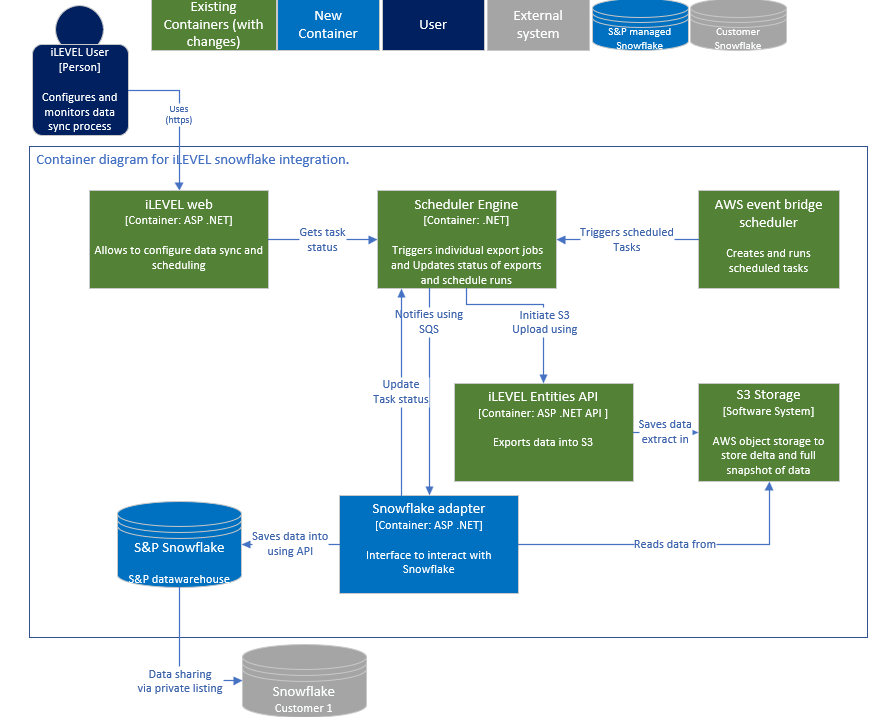 Existing
Containers (with
changes)
New
Container
User
External
system
S&P managed
Snowflake
Customer
Snowflake
iLEVEL User
[Person]
Configures and
monitors data
sync process
Uses
(https)
Container diagram for iLEVEL snowflake integration.
iLEVEL web
[Container: ASP .NET]
Allows to configure data sync and
scheduling
Gets task
status
Scheduler Engine
[Container: .NET]
Triggers individual export jobs
and Updates status of exports
and schedule runs
Triggers scheduled
Tasks
AWS event bridge
scheduler
Creates and runs
scheduled tasks
Notifies using
SQS
Initiate S3
Upload using
Update
Task status
iLEVEL Entities API
[Container: ASP .NET API ]
Exports data into S3
Saves data
extract in
S3 Storage
[Software System]
AWS object storage to
store delta and full
snapshot of data
Snowflake adapter
[Container: ASP .NET]
Interface to interact with
Snowflake
Reads data from
Saves data into
using API
S&P Snowflake
S&P datawarehouse
Data sharing
via private listing
Snowflake
Customer 1